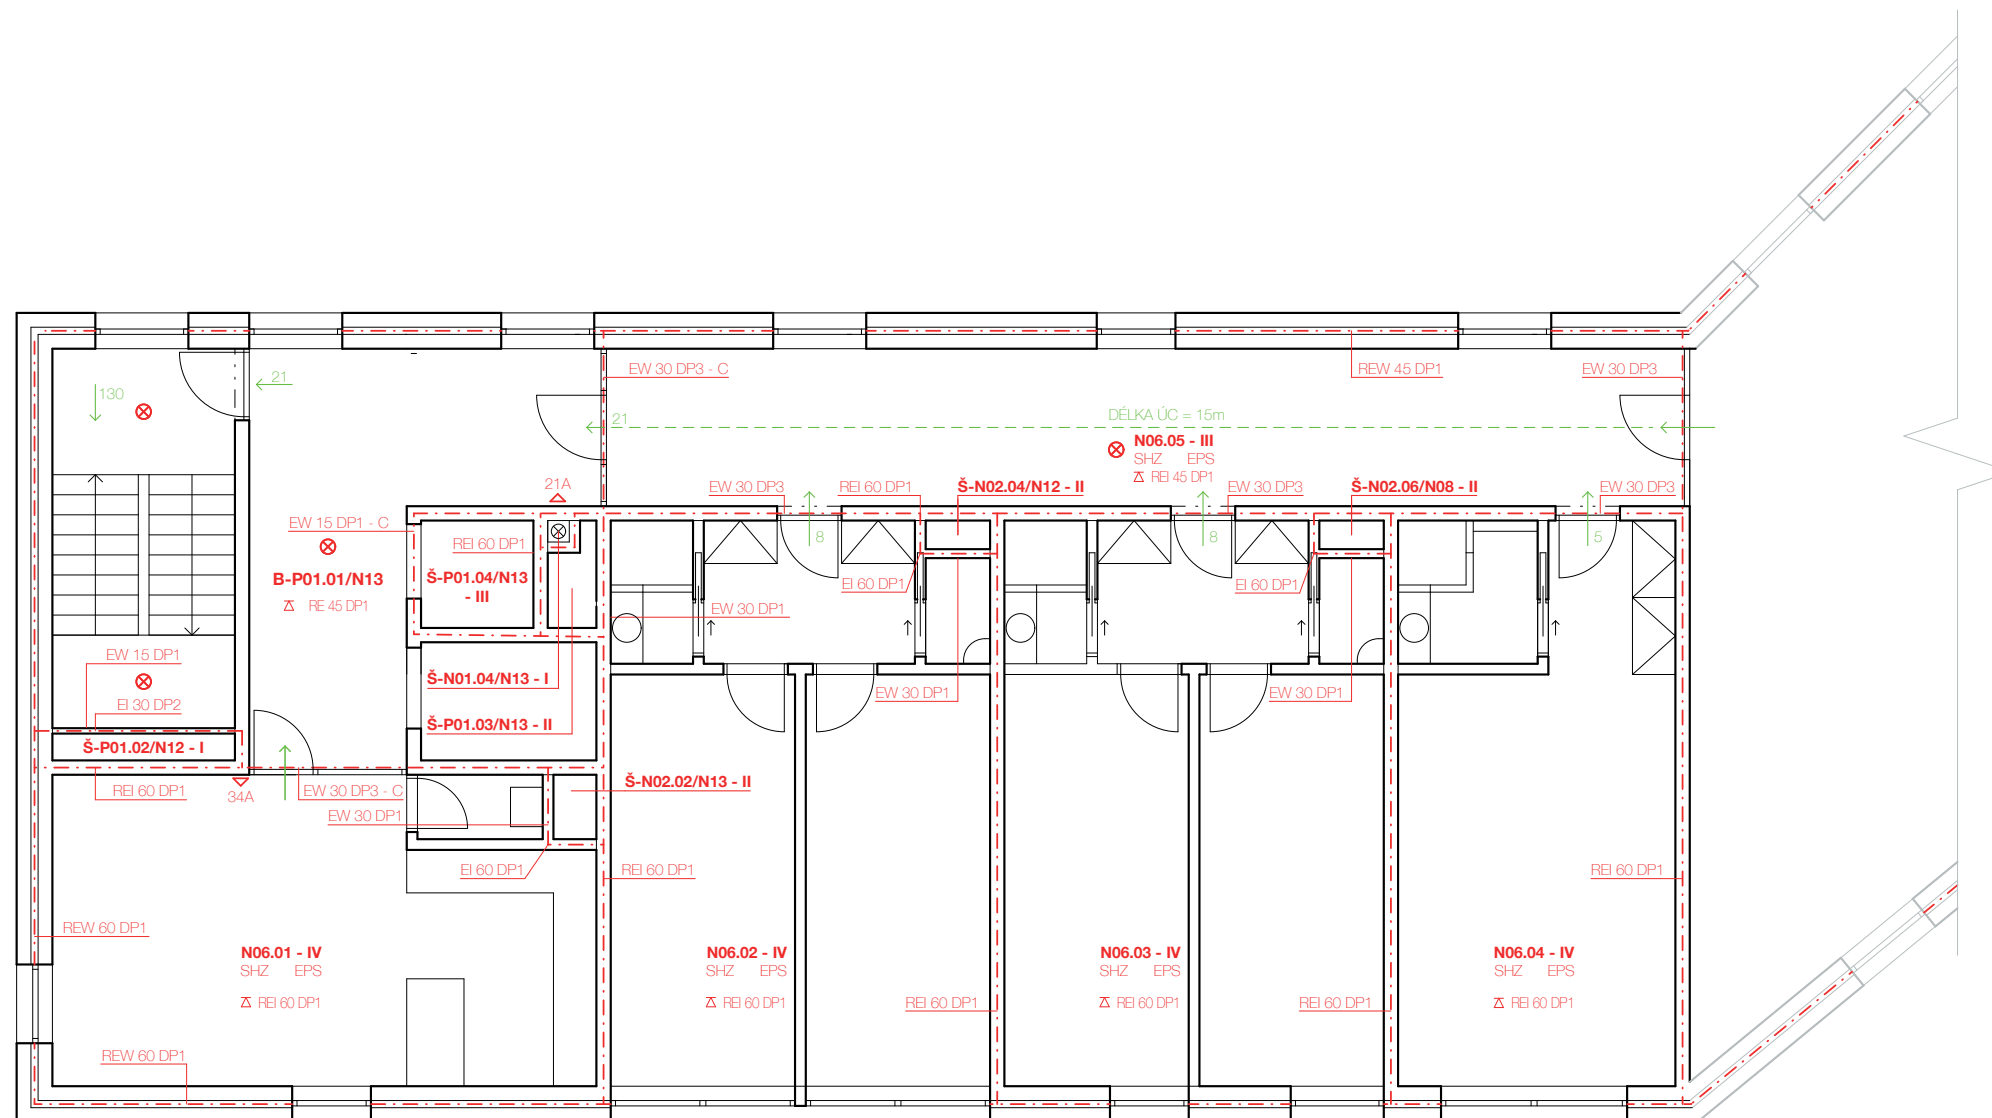 EW 30 DP3 - C
REW 45 DP1
EW 30 DP3
21
130
DÉLKA ÚC = 15m
21
N06.05 - III
SHZ EPS
REI 45 DP1
21A
EW 30 DP3
REI 60 DP1
Š-N02.04/N12 - II
EW 30 DP3
Š-N02.06/N08 - II
EW 30 DP3
EW 15 DP1 - C
REI 60 DP1
8
8
5
B-P01.01/N13
RE 45 DP1
Š-P01.04/N13
- III
EI 60 DP1
EI 60 DP1
EW 30 DP1
EW 15 DP1
EI 30 DP2
Š-N01.04/N13 - I
EW 30 DP1
EW 30 DP1
Š-P01.03/N13 - II
Š-P01.02/N12 - I
REI 60 DP1
34A
EW 30 DP3 - C
Š-N02.02/N13 - II
EW 30 DP1
EI 60 DP1
REI 60 DP1
REI 60 DP1
REW 60 DP1
N06.01 - IV
SHZ EPS
REI 60 DP1
N06.02 - IV
SHZ EPS
REI 60 DP1
REI 60 DP1
N06.03 - IV
SHZ EPS
REI 60 DP1
REI 60 DP1
N06.04 - IV
SHZ EPS
REI 60 DP1
REW 60 DP1